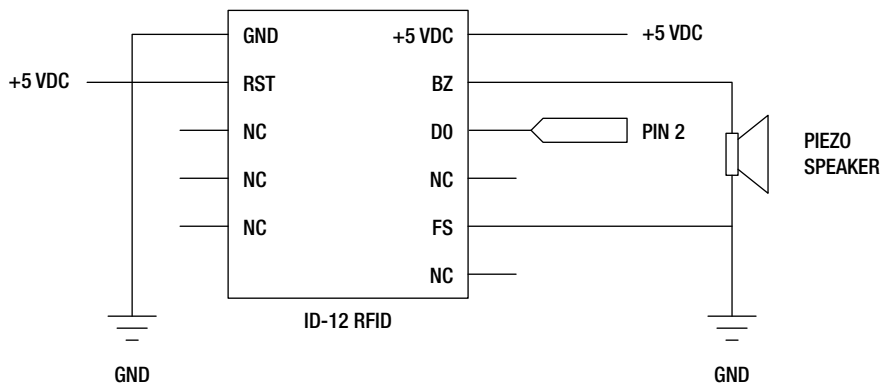 GND
+5 VDC
+5 VDC
+5 VDC
RST
BZ
NC
D0
PIN 2
PIEZO
SPEAKER
NC
NC
NC
FS
NC
ID-12 RFID
GND
GND